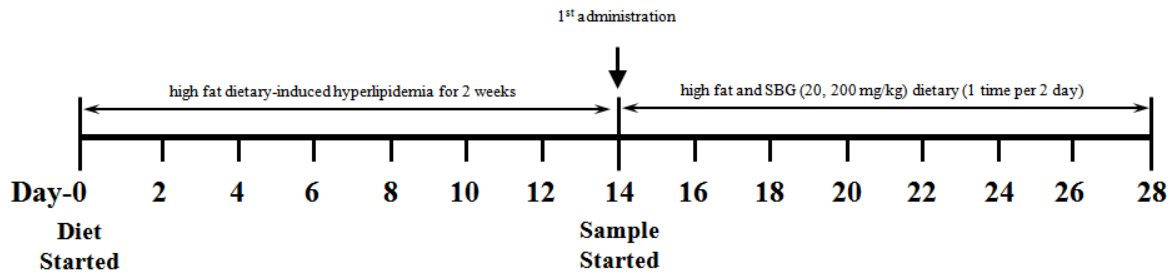 1st administration
high fat dietary-induced hyperlipidemia for 2 weeks
high fat and SBG (20, 200 mg/kg) dietary (1 time per 2 day)
Day-0 2 4 6 8 10 12 14 16 18 20 22 24 26 28
Diet Started
Sample Started